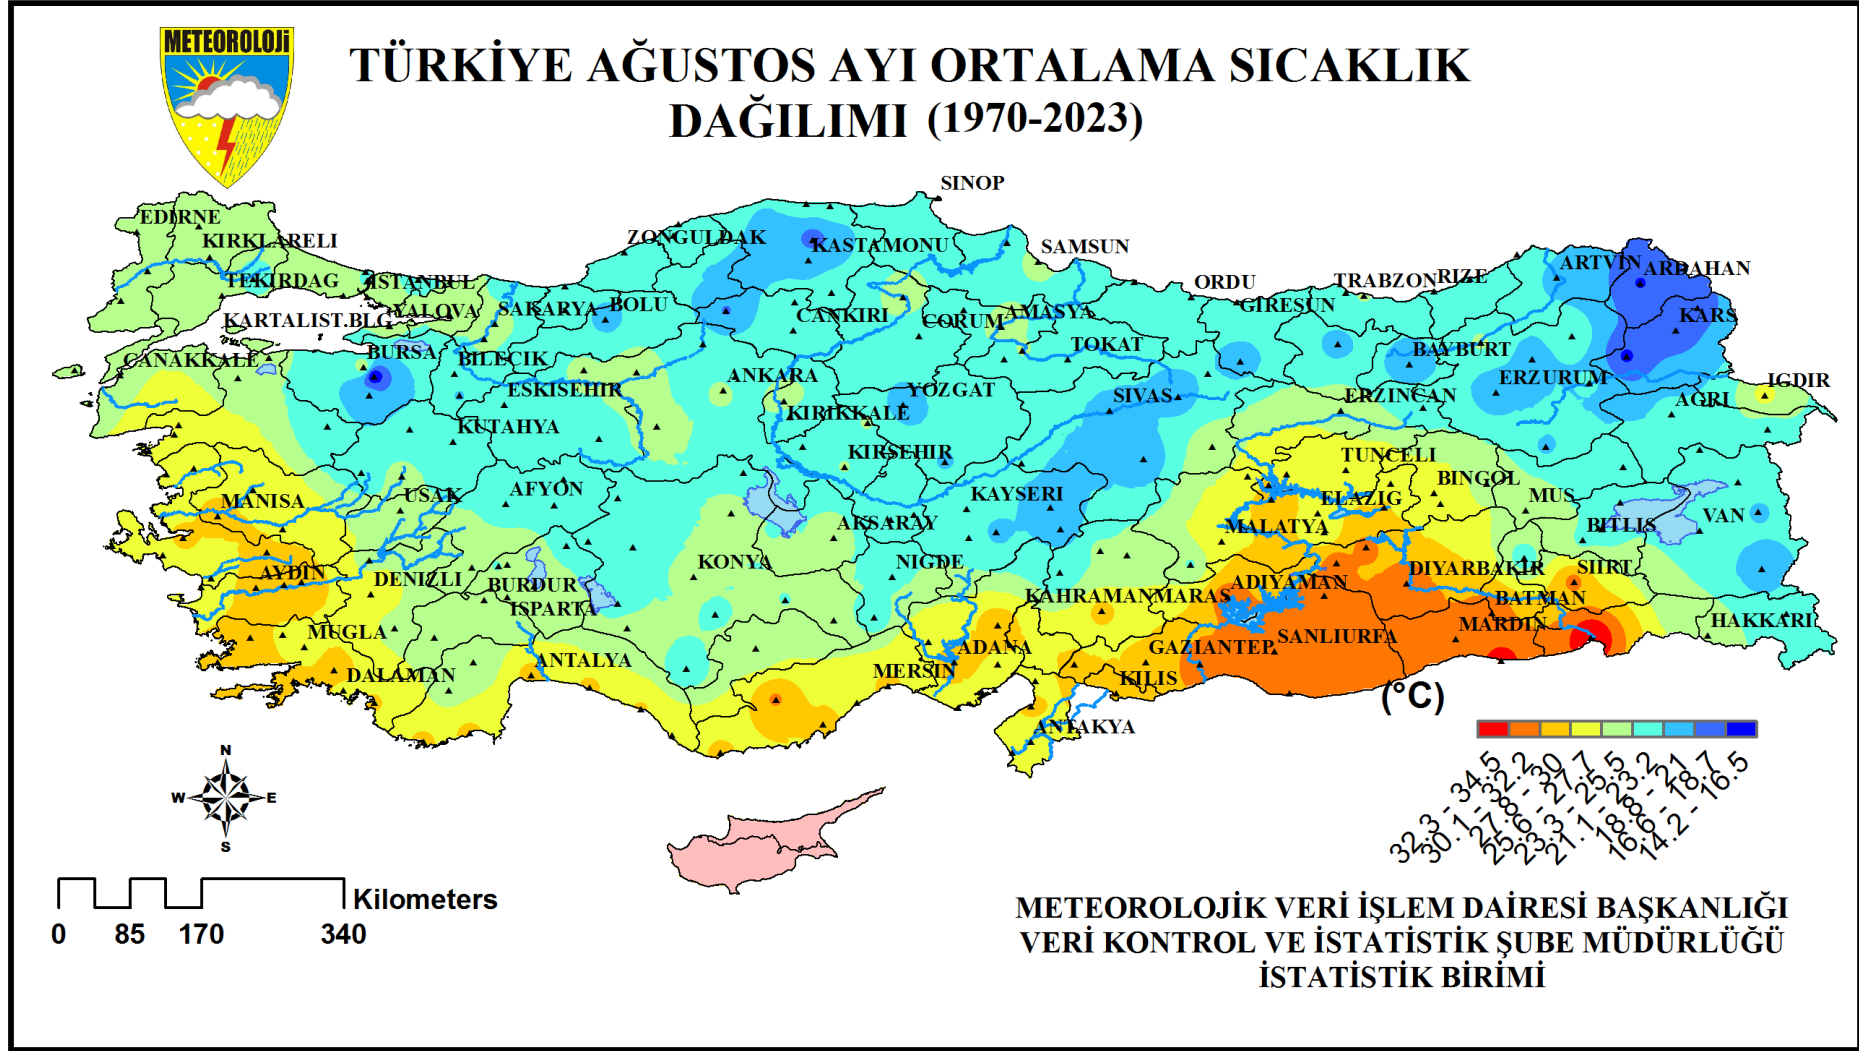 METEOROLOJi
TÜRKİYE AĞUSTOS AYI ORTALAMA SICAKLIK
DAĞILIMI (1970-2023)
SINOP
EDIRNE
KIRKLARELI
ZONGULDAK
KASTAMONU
SAMSUN
TEKIRDAG
ISTANBUL
ARTVIN
ARDAHAN
ORDU
TRABZON
RIZE
YALOVA
SAKARYA
BOLU
GIRESUN
KARTALIST.BLG
CANKIRI
CORUM
AMASYA
KARS
CANAKKALE
BURSA
BILECIK
TOKAT
BAYBURT
ESKISEHIR
ANKARA
YOZGAT
SIVAS
ERZINCAN
ERZURUM
IGDIR
AGRI
KIRIKKALE
KUTAHYA
KIRSEHIR
TUNCELI
BINGOL
MANISA
USAK
AFYON
KAYSERI
ELAZIG
MUS
AKSARAY
MALATYA
BITLIS
VAN
KONYA
NIGDE
AYDIN
DENIZLI
BURDUR
ISPARTA
KAHRAMANMARAS
ADIYAMAN
DIYARBAKIR
SIIRT
BATMAN
MUGLA
ADANA
GAZIANTEP
SANLIURFA
MARDIN
HAKKARI
DALAMAN
ANTALYA
MERSIN
KILIS
ANTAKYA
(°C)
32.3 - 34.5
30.1 - 32.2
27.8 - 30
25.6 - 27.7
23.3 - 25.5
21.1 - 23.2
18.8 - 21
16.6 - 18.7
14.2 - 16.5
N
W E
S
Kilometers
0 85 170 340
METEOROLOJİK VERİ İŞLEM DAİRESİ BAŞKANLIĞI
VERİ KONTROL VE İSTATİSTİK ŞUBE MÜDÜRLÜĞÜ
İSTATİSTİK BİRİMİ